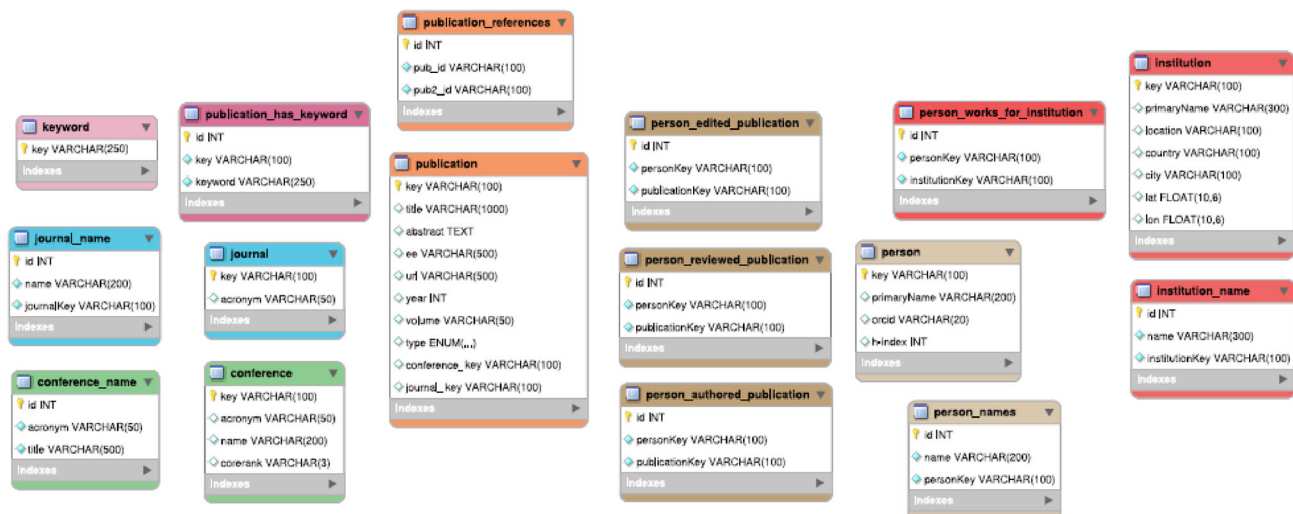 keyword
key VARCHAR(250)
Indexes
publication_has_keyword
id INT
key VARCHAR(100)
keyword VARCHAR(250)
Indexes
publication_references
id INT
pub_id VARCHAR(100)
pub2_id VARCHAR(100)
Indexes
journal_name
id INT
name VARCHAR(200)
journalKey VARCHAR(100)
Indexes
journal
key VARCHAR(100)
acronym VARCHAR(50)
Indexes
publication
key VARCHAR(100)
title VARCHAR(1000)
abstract TEXT
ee VARCHAR(500)
url VARCHAR(500)
year INT
volume VARCHAR(50)
type ENUM(...)
conference_key VARCHAR(100)
journal_key VARCHAR(100)
Indexes
conference_name
id INT
acronym VARCHAR(50)
title VARCHAR(500)
Indexes
conference
key VARCHAR(100)
acronym VARCHAR(50)
name VARCHAR(200)
corerank VARCHAR(3)
Indexes
person_edited_publication
id INT
personKey VARCHAR(100)
publicationKey VARCHAR(100)
Indexes
person_reviewed_publication
id INT
personKey VARCHAR(100)
publicationKey VARCHAR(100)
Indexes
person_authored_publication
id INT
personKey VARCHAR(100)
publicationKey VARCHAR(100)
Indexes
person_works_for_institution
id INT
personKey VARCHAR(100)
institutionKey VARCHAR(100)
Indexes
person
key VARCHAR(100)
primaryName VARCHAR(200)
orcid VARCHAR(20)
h-index INT
Indexes
person_names
id INT
name VARCHAR(200)
personKey VARCHAR(100)
Indexes
institution
key VARCHAR(100)
primaryName VARCHAR(300)
location VARCHAR(100)
country VARCHAR(100)
city VARCHAR(100)
lat FLOAT(10,6)
lon FLOAT(10,6)
Indexes
institution_name
id INT
name VARCHAR(300)
institutionKey VARCHAR(100)
Indexes